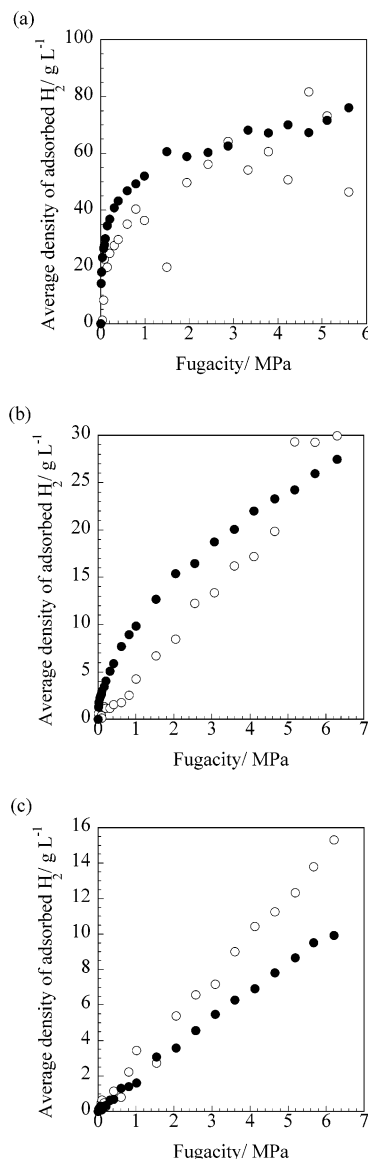 (a)
Average density of adsorbed H2/ g L-1
100
80
60
40
20
0
0 1 2 3 4 5 6
Fugacity/ MPa
(b)
Average density of adsorbed H2/ g L-1
30
25
20
15
10
5
0
0 1 2 3 4 5 6 7
Fugacity/ MPa
(c)
Average density of adsorbed H2/ g L-1
16
14
12
10
8
6
4
2
0
0 1 2 3 4 5 6 7
Fugacity/ MPa